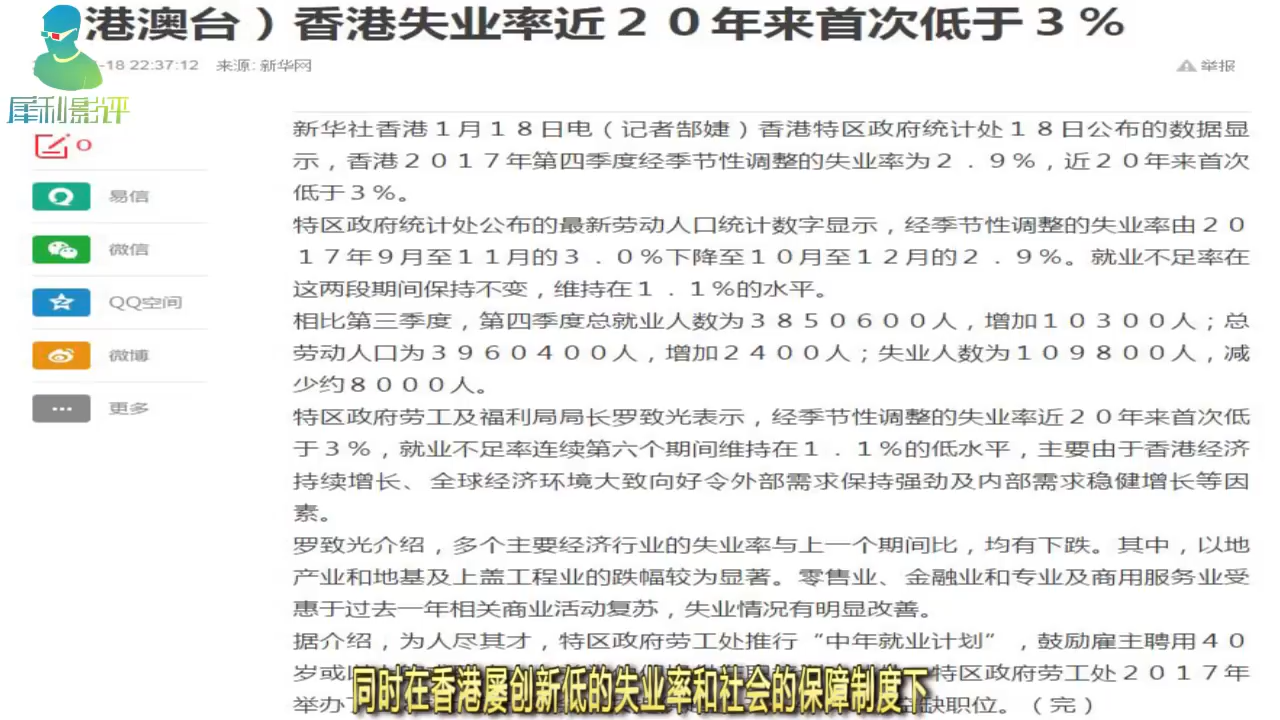 港澳台）香港失业率近２０年来首次低于３％
-18 22:37:12 来源: 新华网
举报
犀利影评
0
易信
微信
QQ空间
微博
更多
新华社香港１月１８日电（记者郜婕）香港特区政府统计处１８日公布的数据显
示，香港２０１７年第四季度经季节性调整的失业率为２．９％，近２０年来首次
低于３％。
特区政府统计处公布的最新劳动人口统计数字显示，经季节性调整的失业率由２０
１７年９月至１１月的３．０％下降至１０月至１２月的２．９％。就业不足率在
这两段期间保持不变，维持在１．１％的水平。
相比第三季度，第四季度总就业人数为３８５０６００人，增加１０３００人；总
劳动人口为３９６０４００人，增加２４００人；失业人数为１０９８００人，减
少约８０００人。
特区政府劳工及福利局局长罗致光表示，经季节性调整的失业率近２０年来首次低
于３％，就业不足率连续第六个期间维持在１．１％的低水平，主要由于香港经济
持续增长、全球经济环境大致向好令外部需求保持强劲及内部需求稳健增长等因
素。
罗致光介绍，多个主要经济行业的失业率与上一个期间比，均有下跌。其中，以地
产业和地基及上盖工程业的跌幅较为显著。零售业、金融业和专业及商用服务业受
惠于过去一年相关商业活动复苏，失业情况有明显改善。
据介绍，为人尽其才，特区政府劳工处推行“中年就业计划”，鼓励雇主聘用４０
岁或 特区政府劳工处２０１７年
同时在香港屡创新低的失业率和社会的保障制度下
举办 缺职位。（完）